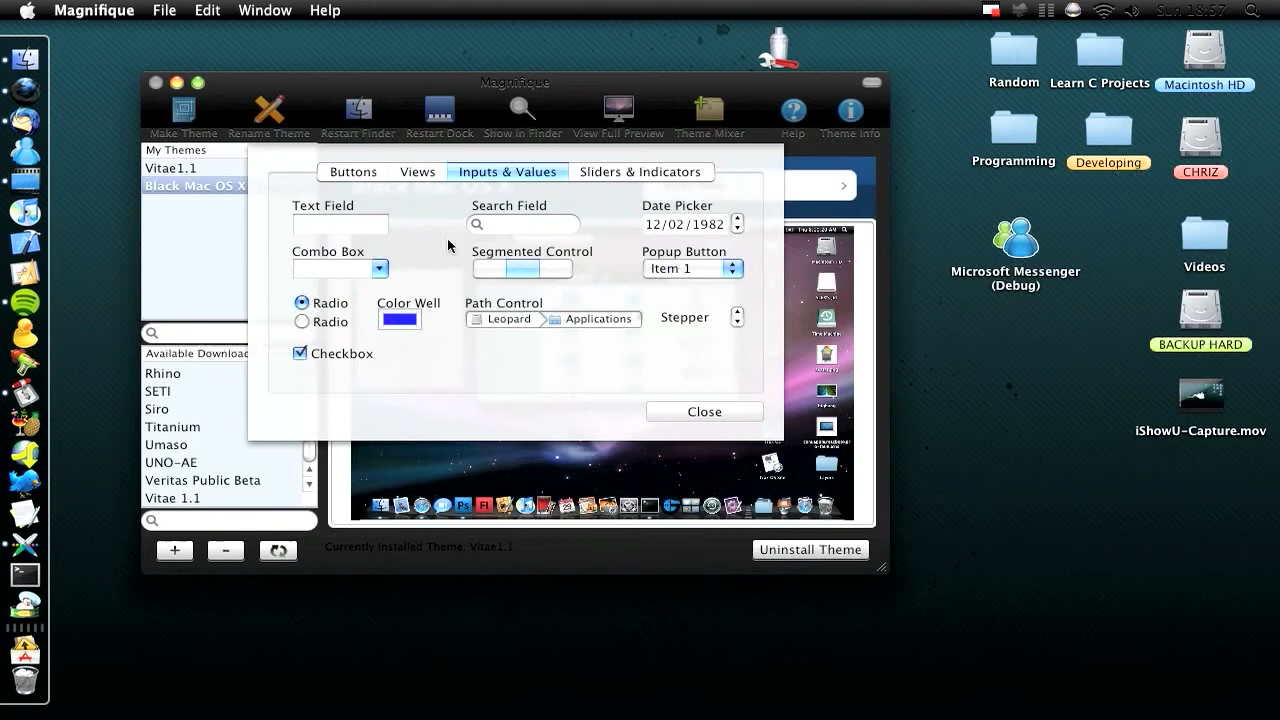 Magnifique File Edit Window Help
Sun 18:57
Magnifique
Make Theme Rename Theme Restart Finder Restart Dock Show in Finder View Full Preview Theme Mixer Help Theme Info
My Themes
Vitae1.1
Black Mac OS X
Buttons Views Inputs & Values Sliders & Indicators
Text Field Search Field Date Picker
12/02/1982
Combo Box Segmented Control Popup Button
Item 1
Radio Color Well Path Control
Radio Leopard Applications Stepper
Checkbox
Close
Available Downloa
Rhino
SETI
Siro
Titanium
Umaso
UNO-AE
Veritas Public Beta
Vitae 1.1
Ps Fl
Currently Installed Theme: Vitae1.1
Uninstall Theme
Random Learn C Projects Macintosh HD
Programming Developing CHRIZ
Microsoft Messenger
(Debug)
Videos
BACKUP HARD
iShowU-Capture.mov